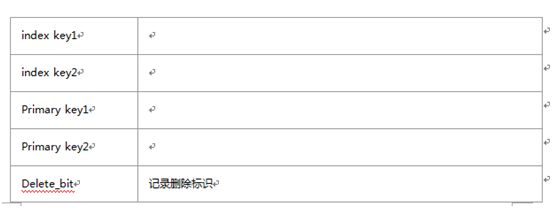 index key1
index key2
Primary key1
Primary key2
Delete_bit 记录删除标识